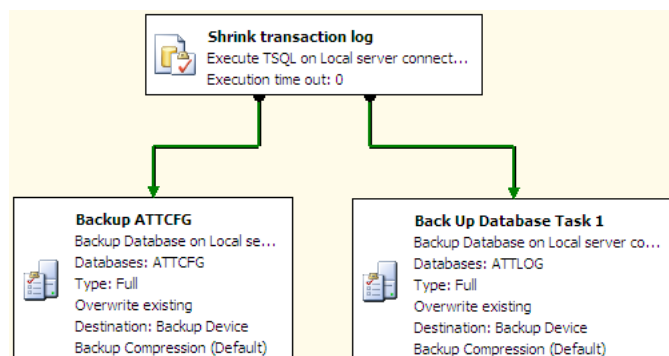 Shrink transaction log
Execute TSQL on Local server connect...
Execution time out: 0
Backup ATTCFG
Backup Database on Local se...
Databases: ATTCFG
Type: Full
Overwrite existing
Destination: Backup Device
Backup Compression (Default)
Back Up Database Task 1
Backup Database on Local server co...
Databases: ATTLOG
Type: Full
Overwrite existing
Destination: Backup Device
Backup Compression (Default)